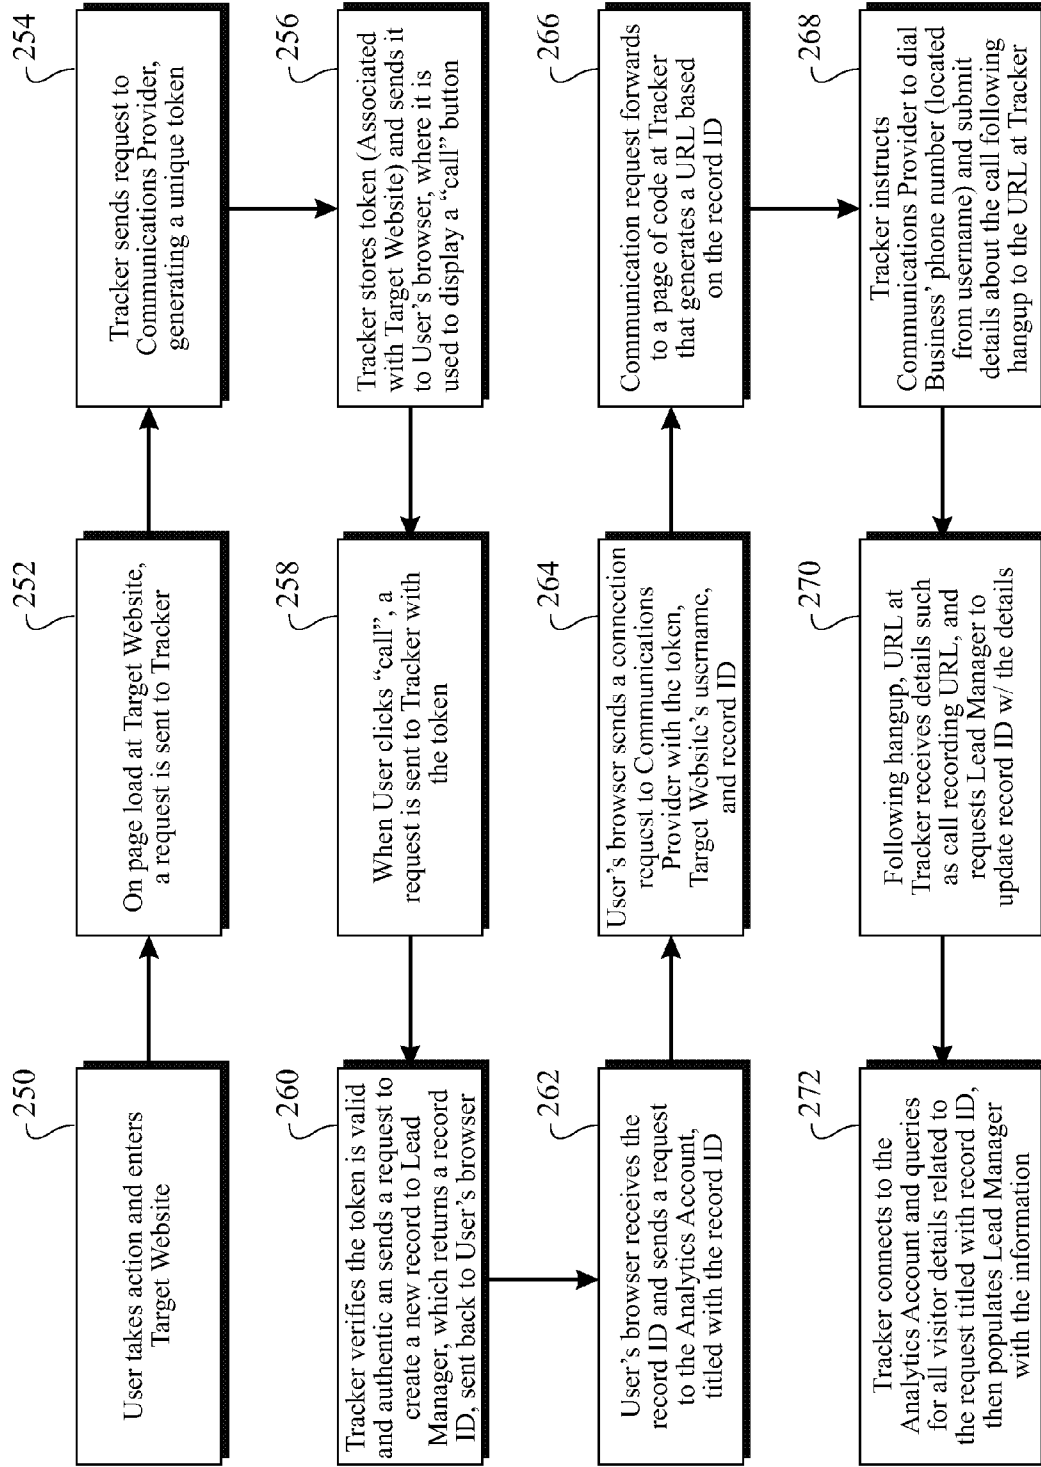 250
User takes action and enters
Target Website
252
On page load at Target Website,
a request is sent to Tracker
254
Tracker sends request to
Communications Provider,
generating a unique token
256
Tracker stores token (Associated
with Target Website) and sends it
to User's browser, where it is
used to display a “call” button
258
When User clicks “call”, a
request is sent to Tracker with
the token
260
Tracker verifies the token is valid
and authentic an sends a request to
create a new record to Lead
Manager, which returns a record
ID, sent back to User's browser
262
User's browser receives the
record ID and sends a request
to the Analytics Account,
titled with the record ID
264
User's browser sends a connection
request to Communications
Provider with the token,
Target Website's username,
and record ID
266
Communication request forwards
to a page of code at Tracker
that generates a URL based
on the record ID
268
Tracker instructs
Communications Provider to dial
Business' phone number (located
from username) and submit
details about the call following
hangup to the URL at Tracker
270
Following hangup, URL at
Tracker receives details such
as call recording URL, and
requests Lead Manager to
update record ID w/ the details
272
Tracker connects to the
Analytics Account and queries
for all visitor details related to
the request titled with record ID,
then populates Lead Manager
with the information